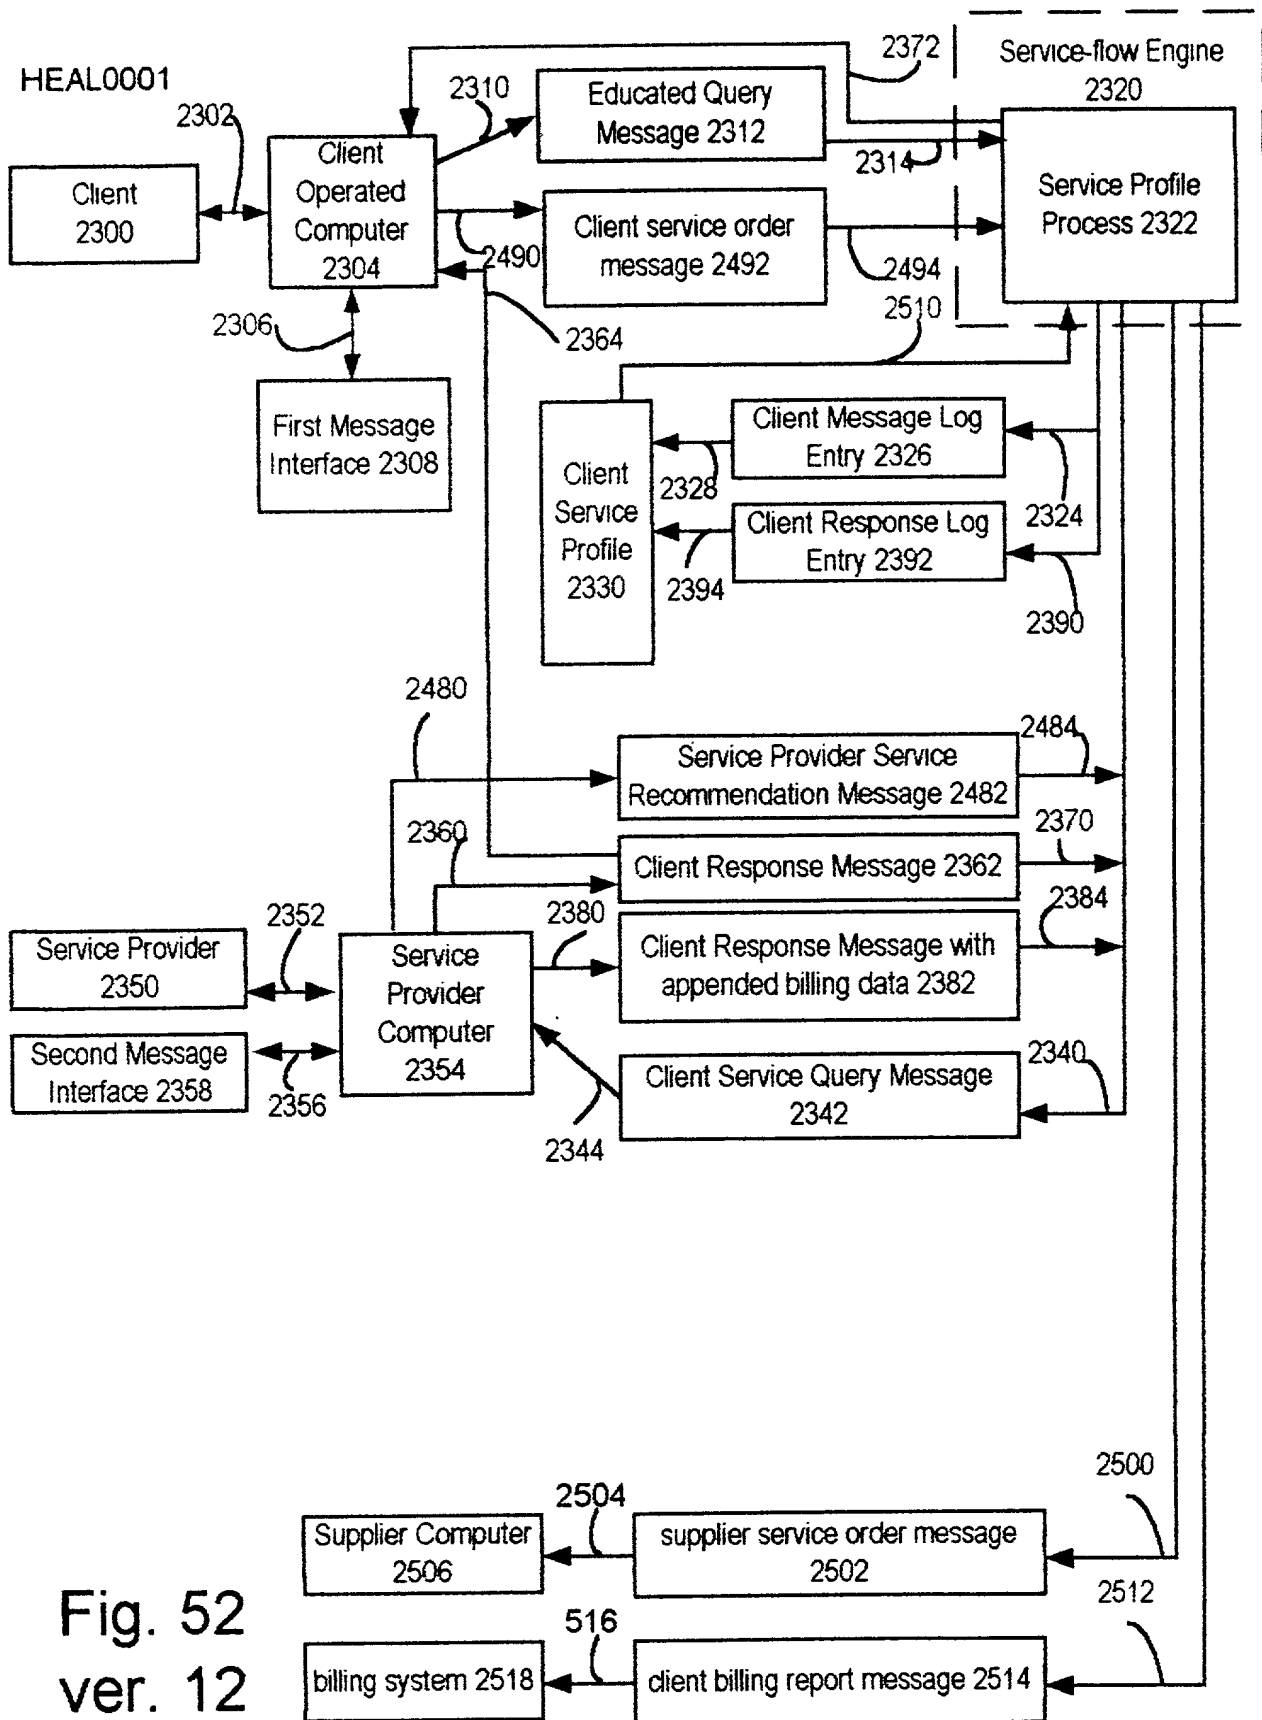 HEAL0001
2302
2310
2372
Educated Query
Message 2312
2314
Service-flow Engine
2320
Client
2300
Client
Operated
Computer
2304
2490
Client service order
message 2492
2494
Service Profile
Process 2322
2306
2364
2510
First Message
Interface 2308
Client
Service
Profile
2330
2328
Client Message Log
Entry 2326
2324
2394
Client Response Log
Entry 2392
2390
2480
Service Provider Service
Recommendation Message 2482
2484
2360
Client Response Message 2362
2370
2352
Service Provider
2350
Service
Provider
Computer
2354
2380
Client Response Message with
appended billing data 2382
2384
Second Message
Interface 2358
2356
2344
Client Service Query Message
2342
2340
2500
2504
Supplier Computer
2506
supplier service order message
2502
2512
516
billing system 2518
client billing report message 2514
Fig. 52
ver. 12